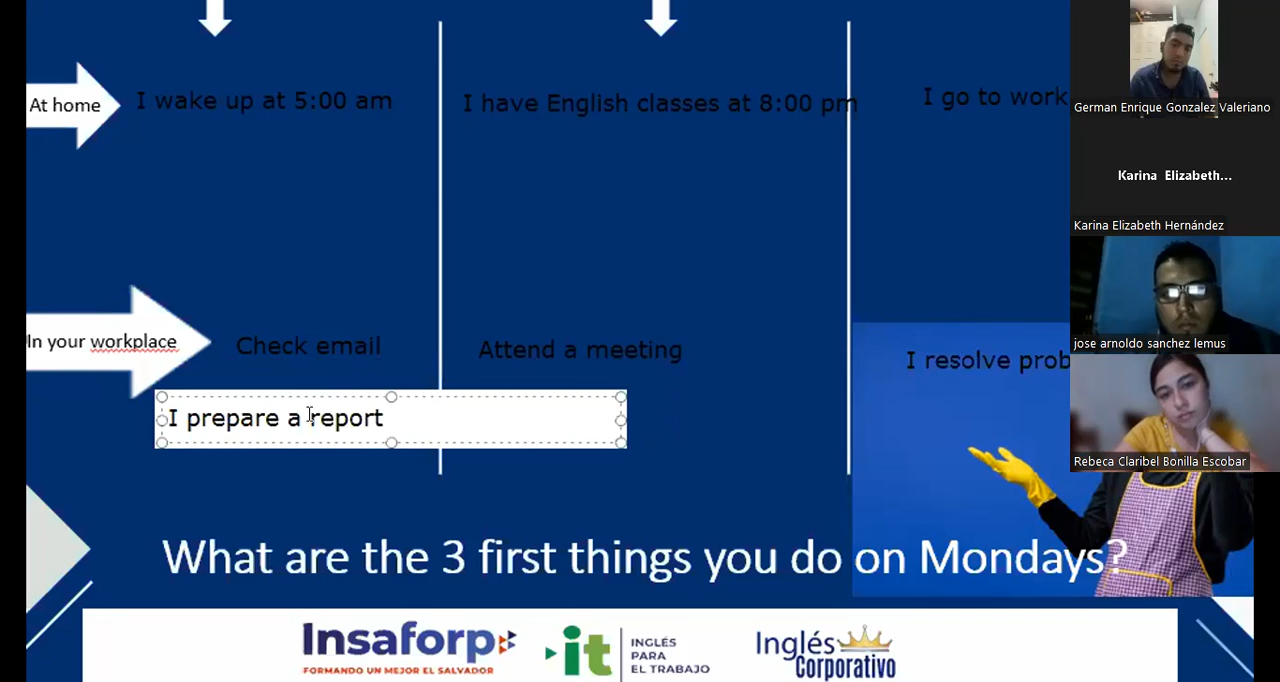 At home
I wake up at 5:00 am
I have English classes at 8:00 pm
I go to work
In your workplace
Check email
Attend a meeting
I resolve prob
I prepare a report
What are the 3 first things you do on Mondays?
Insaforp
FORMANDO UN MEJOR EL SALVADOR
it
INGLÉS
PARA
EL TRABAJO
Inglés
Corporativo
German Enrique Gonzalez Valeriano
Karina Elizabeth...
Karina Elizabeth Hernández
jose arnoldo sanchez lemus
Rebeca Claribel Bonilla Escobar